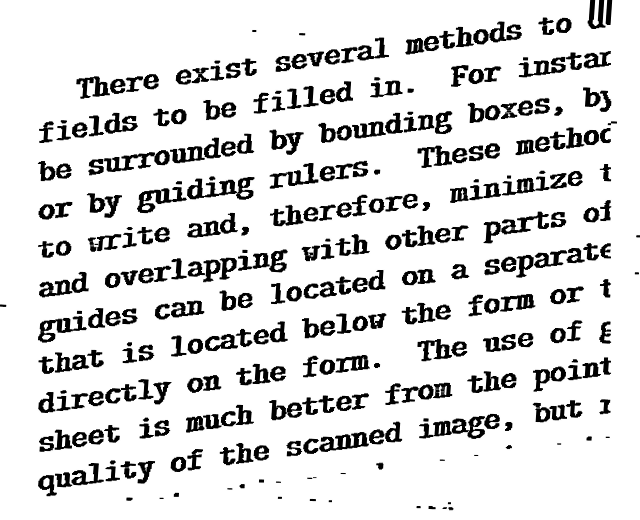 There exist several methods to
fields to be filled in. For
be surrounded by bounding boxes, by
or by guiding rulers. These
to write and, therefore, minimize
and overlapping with other parts of
guides can be located on a separate
that is located below the form or
directly on the form. The use of
sheet is much better from the point
quality of the scanned image, but